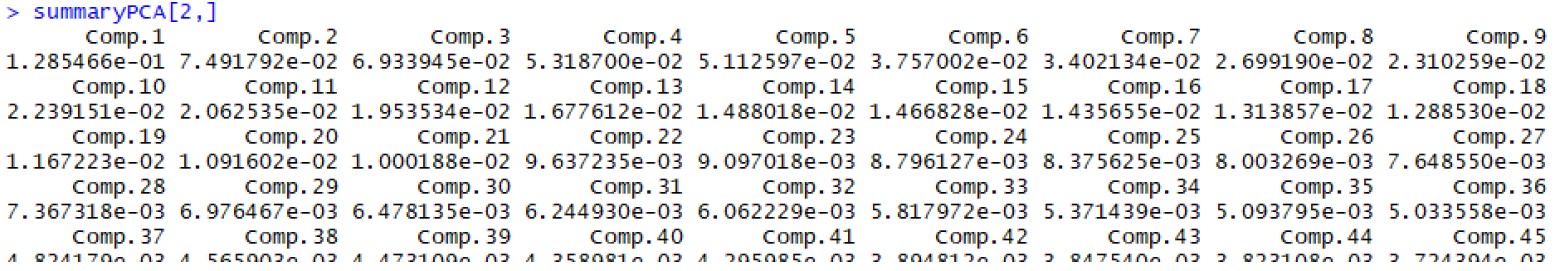 > summaryPCA[2,]
Comp.1 Comp.2 Comp.3 Comp.4 Comp.5 Comp.6 Comp.7 Comp.8 Comp.9
1.285466e-01 7.491792e-02 6.933945e-02 5.318700e-02 5.112597e-02 3.757002e-02 3.402134e-02 2.699190e-02 2.310259e-02
Comp.10 Comp.11 Comp.12 Comp.13 Comp.14 Comp.15 Comp.16 Comp.17 Comp.18
2.239151e-02 2.062535e-02 1.953534e-02 1.677612e-02 1.488018e-02 1.466828e-02 1.435655e-02 1.313857e-02 1.288530e-02
Comp.19 Comp.20 Comp.21 Comp.22 Comp.23 Comp.24 Comp.25 Comp.26 Comp.27
1.167223e-02 1.091602e-02 1.000188e-02 9.637235e-03 9.097018e-03 8.796127e-03 8.375625e-03 8.003269e-03 7.648550e-03
Comp.28 Comp.29 Comp.30 Comp.31 Comp.32 Comp.33 Comp.34 Comp.35 Comp.36
7.367318e-03 6.976467e-03 6.478135e-03 6.244930e-03 6.062229e-03 5.817972e-03 5.371439e-03 5.093795e-03 5.033558e-03
Comp.37 Comp.38 Comp.39 Comp.40 Comp.41 Comp.42 Comp.43 Comp.44 Comp.45